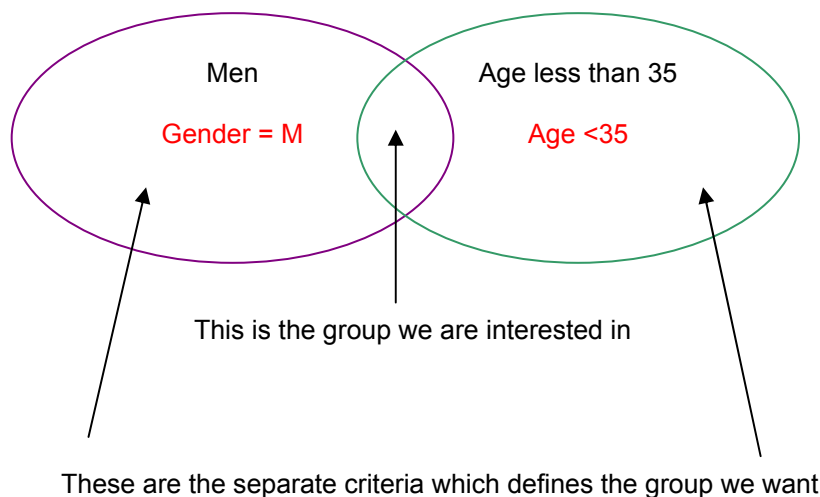 Men
Age less than 35
Gender = M
Age <35
This is the group we are interested in
These are the separate criteria which defines the group we want